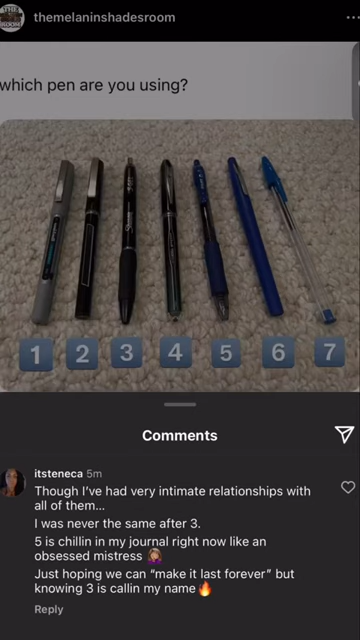 themelaninshadesroom
which pen are you using?
1 2 3 4 5 6 7
Comments
itsteneca 5m
Though I've had very intimate relationships with
all of them...
I was never the same after 3.
5 is chillin in my journal right now like an
obsessed mistress 🤷🏽‍♀️
Just hoping we can “make it last forever” but
knowing 3 is callin my name🔥
Reply